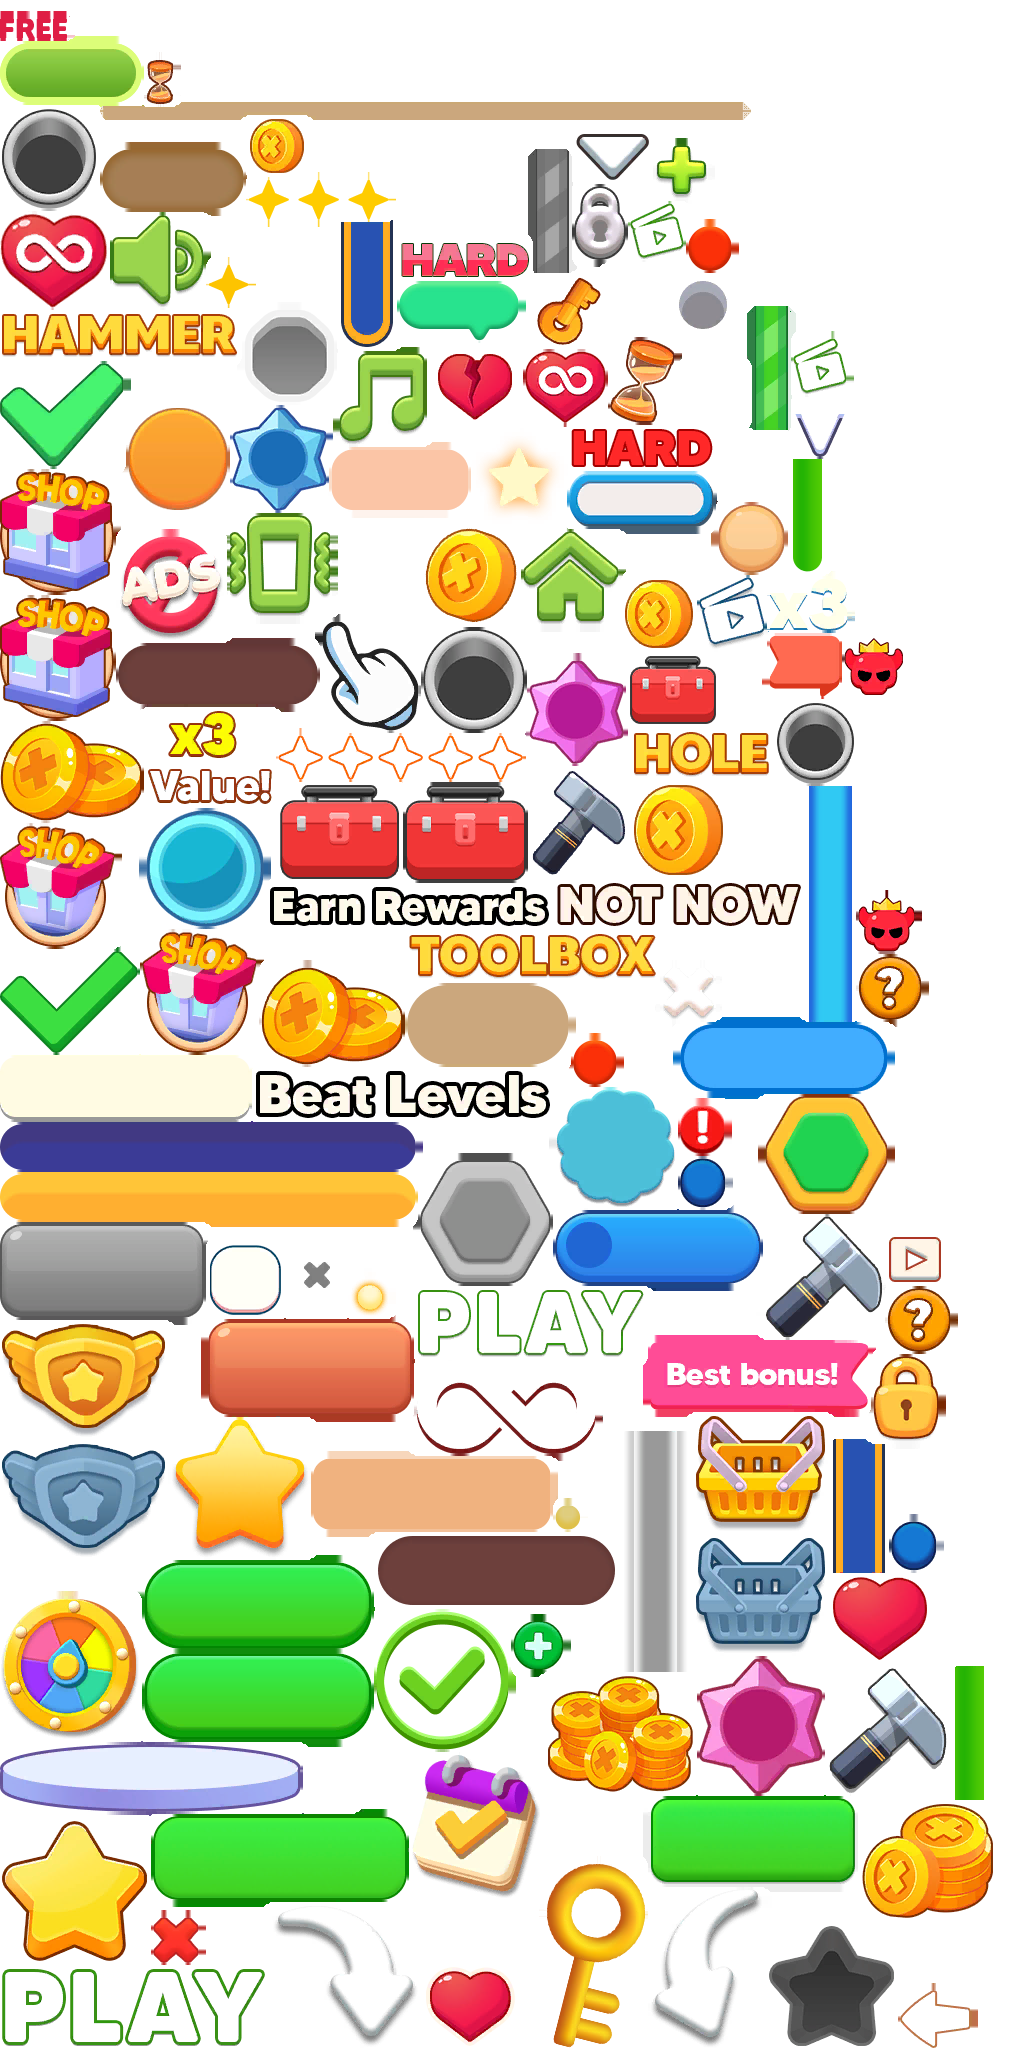 FREE
HARD
HAMMER
HARD
SHOP
ADS
x3
SHOP
x3
Value!
HOLE
SHOP
Earn Rewards
NOT NOW
TOOLBOX
SHOP
?
Beat Levels
!
?
PLAY
Best bonus!
PLAY